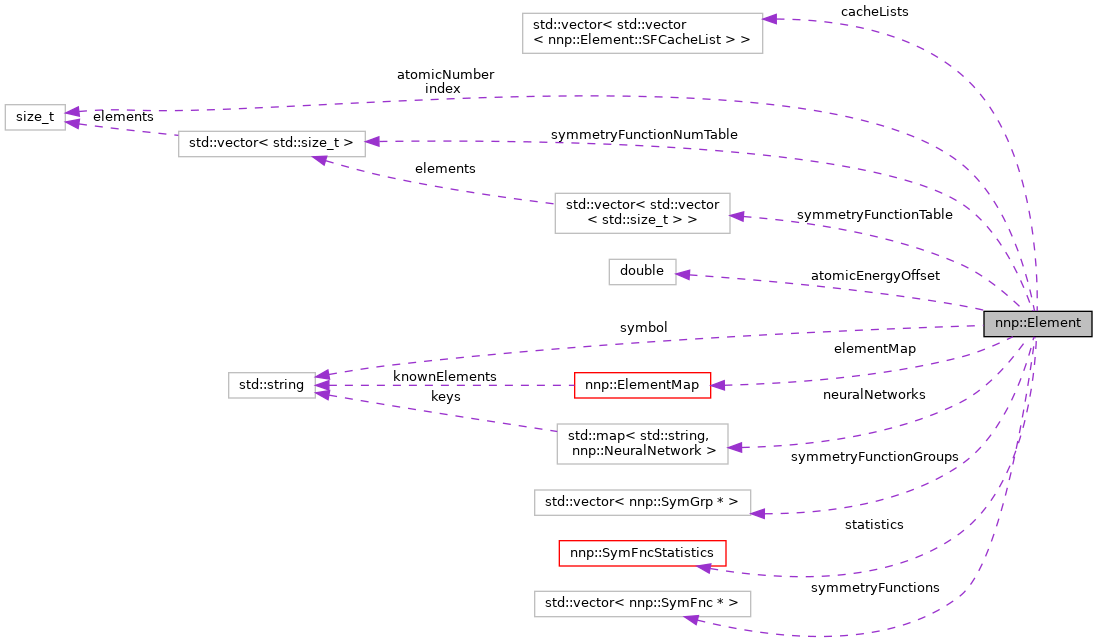 cacheLists
std::vector< std::vector
< nnp::Element::SFCacheList > >
atomicNumber
index
size_t
elements
std::vector< std::size_t >
symmetryFunctionNumTable
elements
std::vector< std::vector
< std::size_t > >
symmetryFunctionTable
double
atomicEnergyOffset
nnp::Element
symbol
elementMap
std::string
knownElements
nnp::ElementMap
keys
neuralNetworks
std::map< std::string,
nnp::NeuralNetwork >
symmetryFunctionGroups
std::vector< nnp::SymGrp * >
statistics
nnp::SymFncStatistics
symmetryFunctions
std::vector< nnp::SymFnc * >